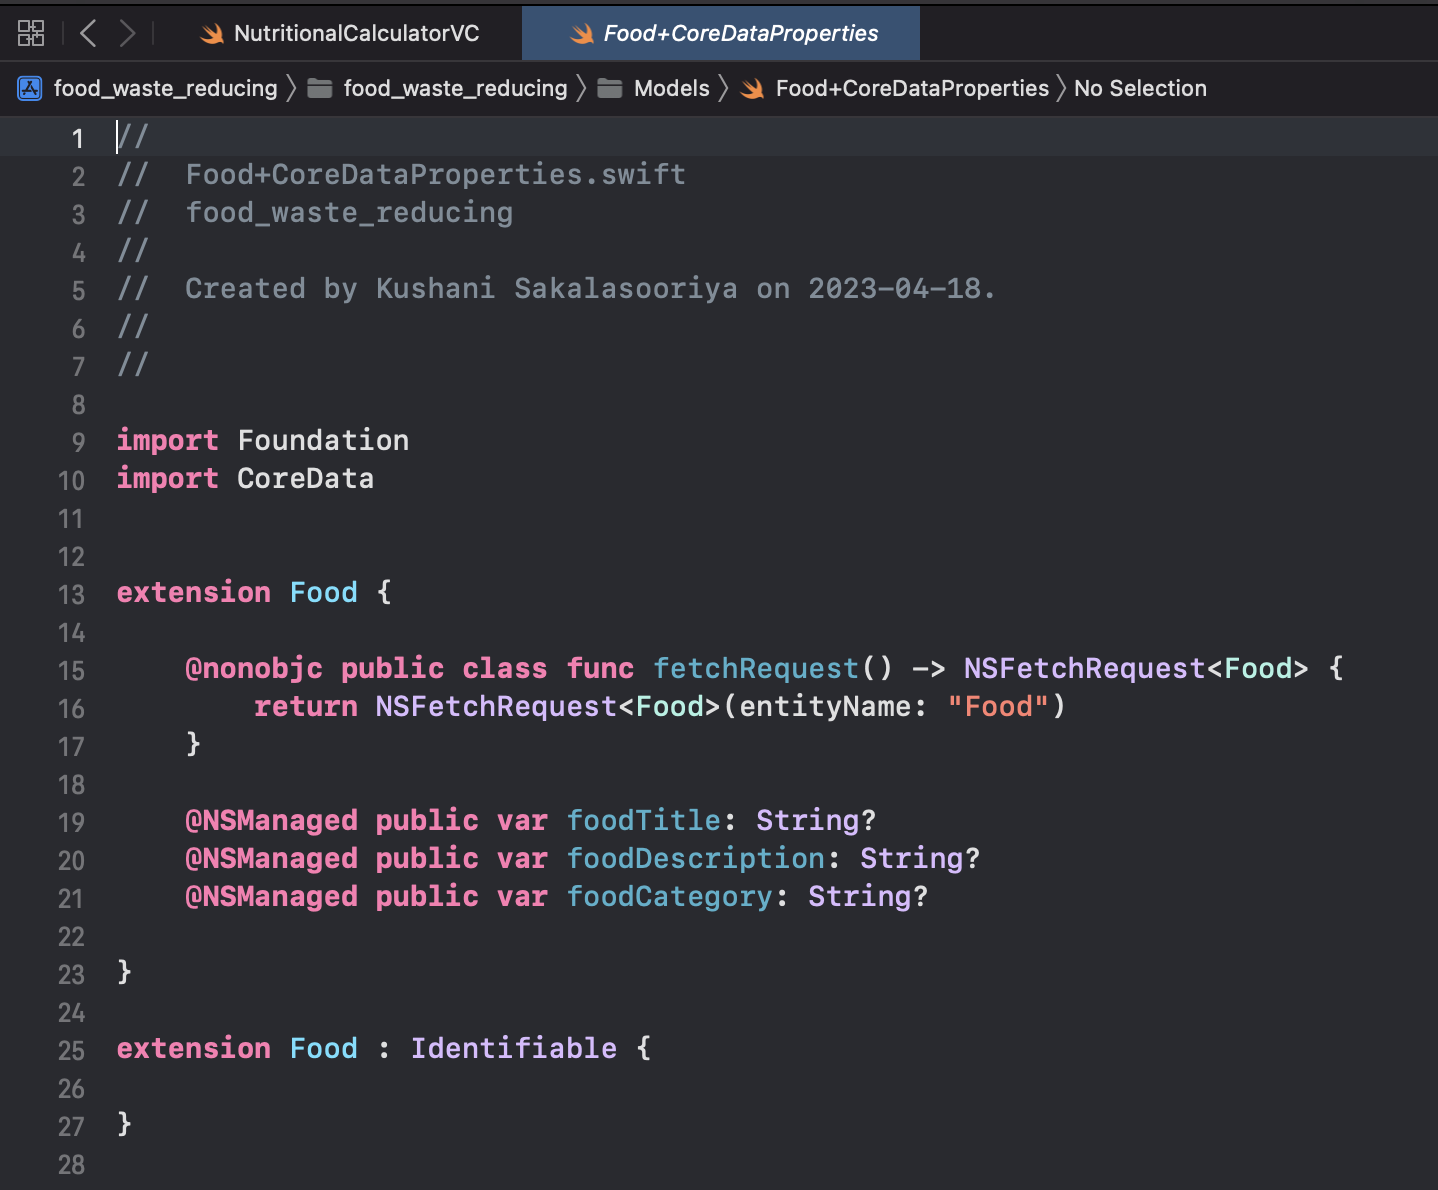 NutritionalCalculatorVC
Food+CoreDataProperties
food_waste_reducing
food_waste_reducing
Models
Food+CoreDataProperties
No Selection
1 //
2 //  Food+CoreDataProperties.swift
3 //  food_waste_reducing
4 //
5 //  Created by Kushani Sakalasooriya on 2023-04-18.
6 //
7 //
8
9 import Foundation
10 import CoreData
11
12
13 extension Food {
14
15     @nonobjc public class func fetchRequest() -> NSFetchRequest<Food> {
16         return NSFetchRequest<Food>(entityName: "Food")
17     }
18
19     @NSManaged public var foodTitle: String?
20     @NSManaged public var foodDescription: String?
21     @NSManaged public var foodCategory: String?
22
23 }
24
25 extension Food : Identifiable {
26
27 }
28